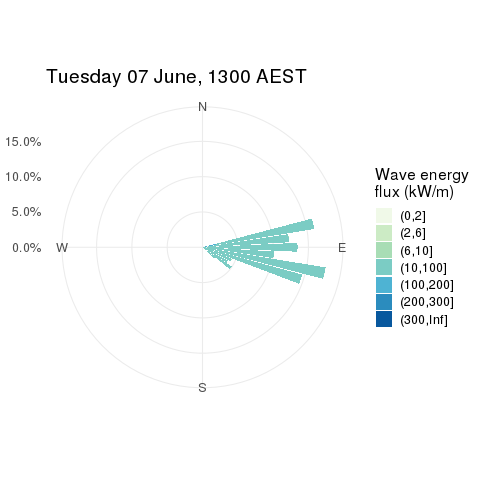 Tuesday 07 June, 1300 AEST
N
15.0%
10.0%
5.0%
0.0%
W
E
S
Wave energy
flux (kW/m)
(0,2]
(2,6]
(6,10]
(10,100]
(100,200]
(200,300]
(300,Inf]